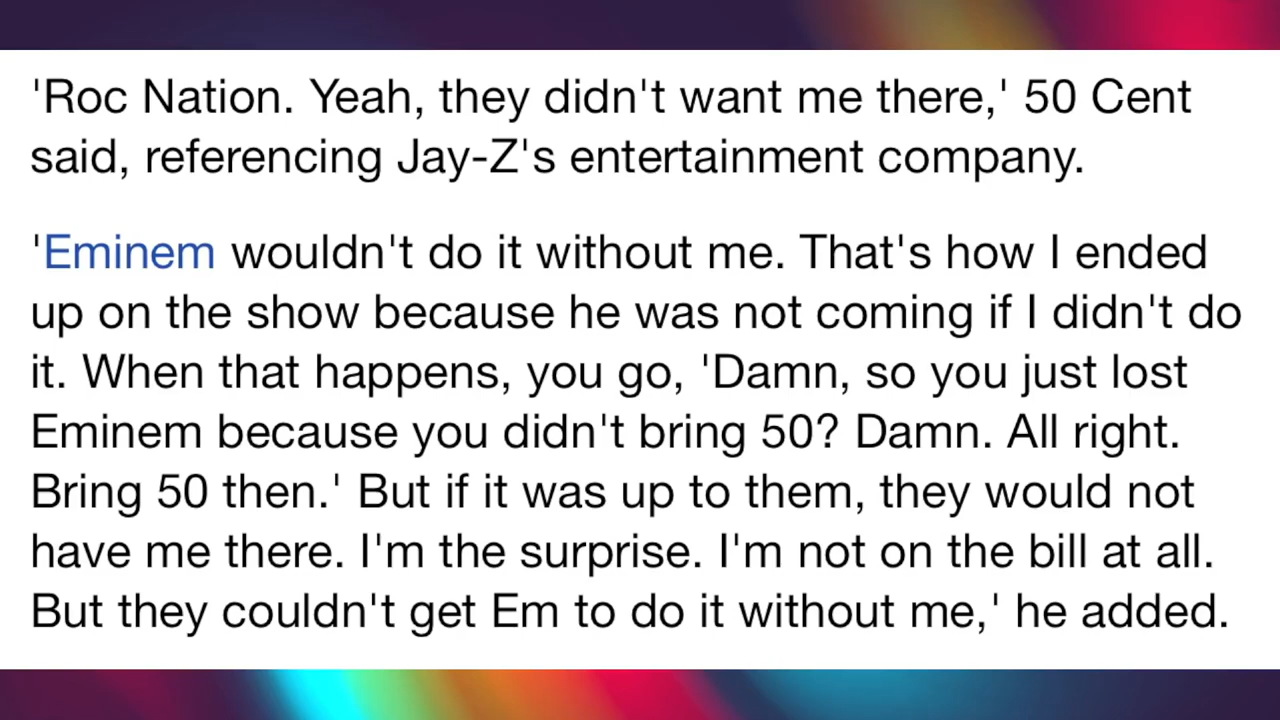 'Roc Nation. Yeah, they didn't want me there,' 50 Cent
said, referencing Jay-Z's entertainment company.
'Eminem wouldn't do it without me. That's how I ended
up on the show because he was not coming if I didn't do
it. When that happens, you go, 'Damn, so you just lost
Eminem because you didn't bring 50? Damn. All right.
Bring 50 then.' But if it was up to them, they would not
have me there. I'm the surprise. I'm not on the bill at all.
But they couldn't get Em to do it without me,' he added.